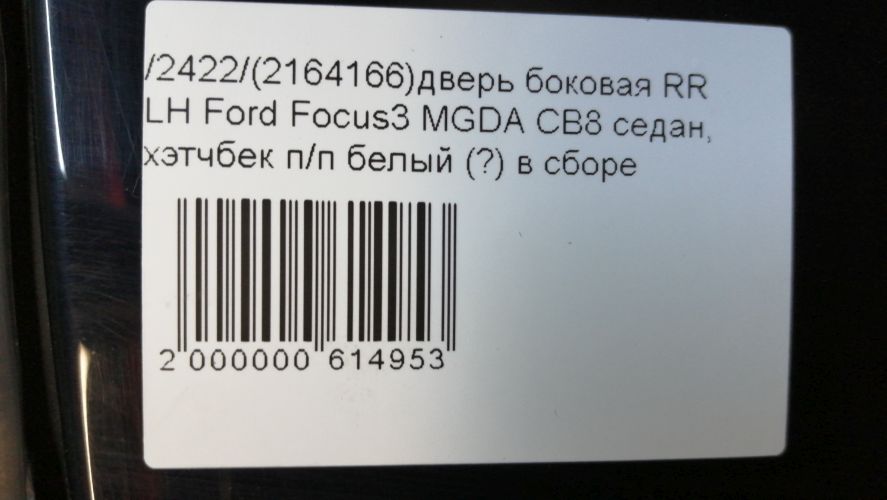 /2422/(2164166)дверь боковая RR
LH Ford Focus3 MGDA CB8 седан,
хэтчбек п/п белый (?) в сборе
2 000000 614953